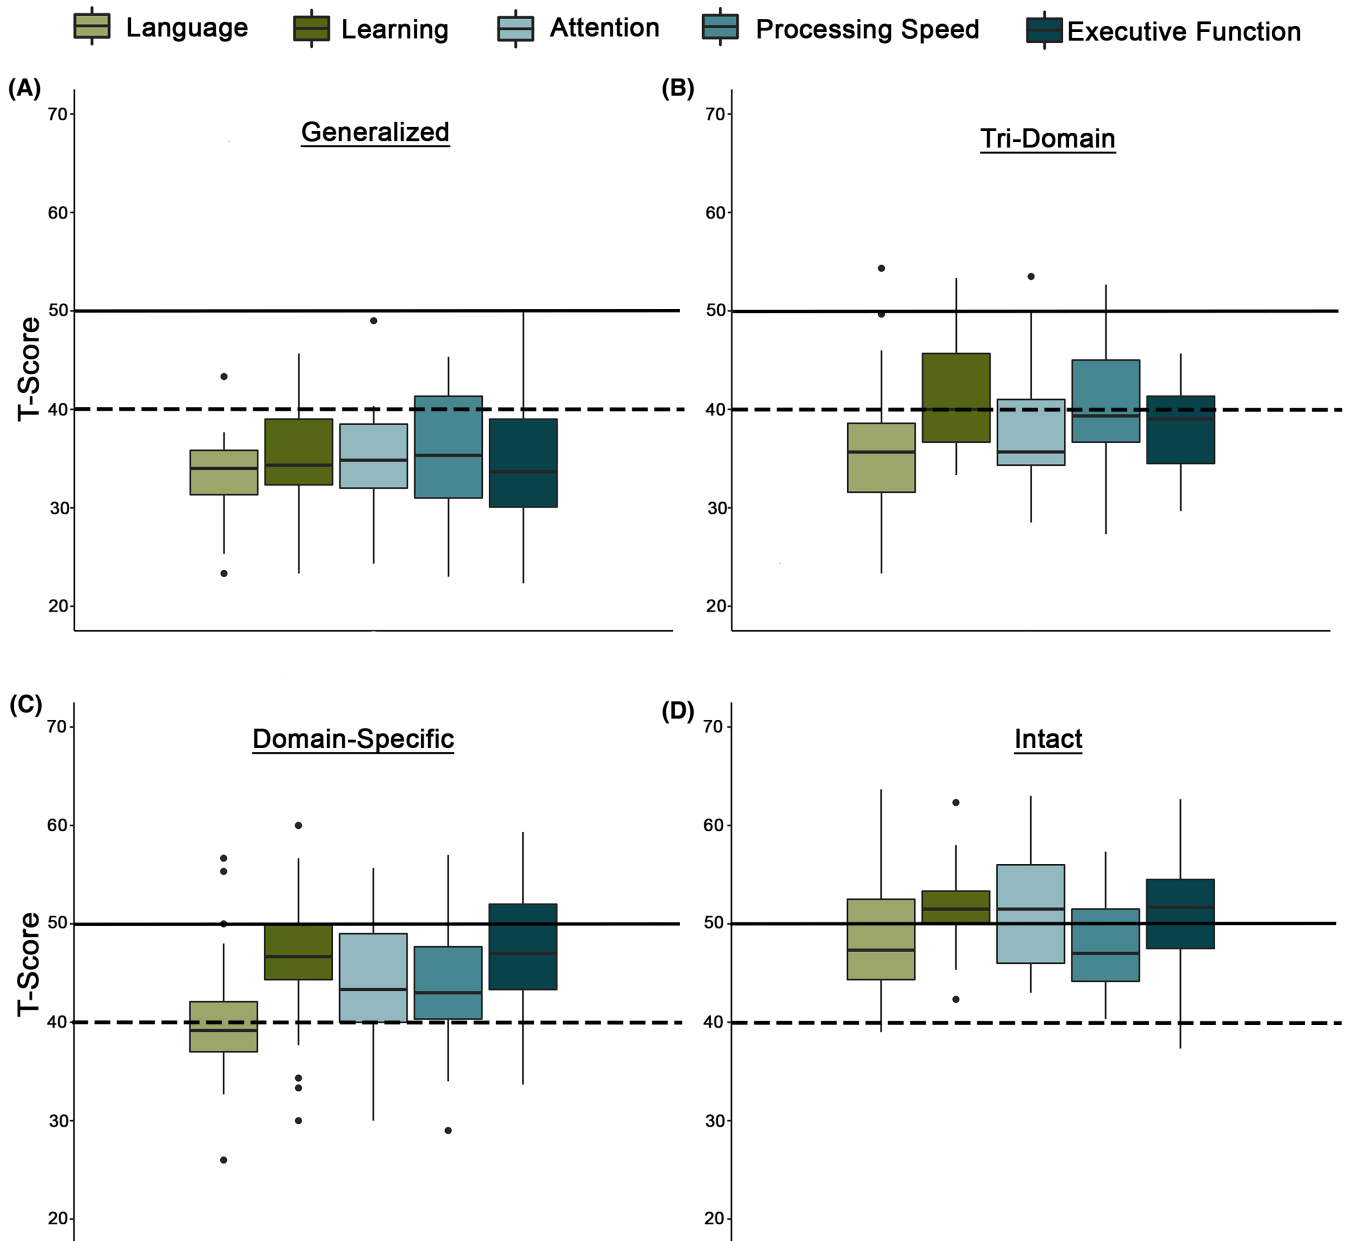 Language Learning Attention Processing Speed Executive Function
(A)
Generalized
70
60
50
40
30
20
T-Score
(B)
Tri-Domain
70
60
50
40
30
20
(C)
Domain-Specific
70
60
50
40
30
20
T-Score
(D)
Intact
70
60
50
40
30
20